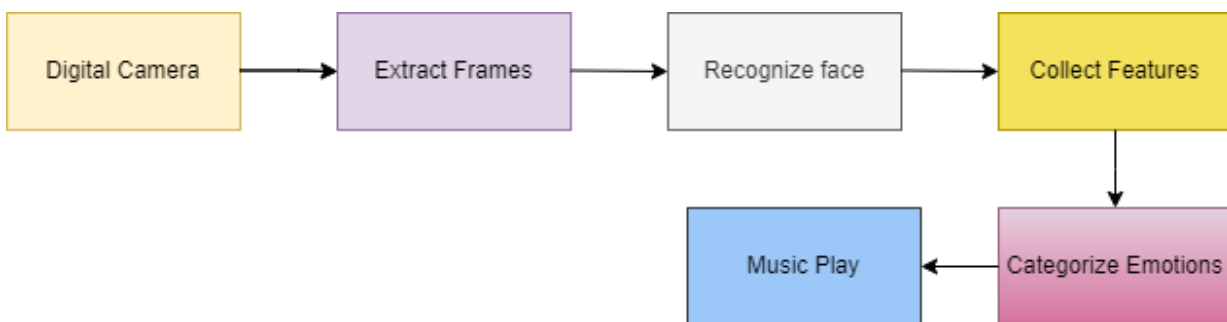 Digital Camera
Extract Frames
Recognize face
Collect Features
Categorize Emotions
Music Play